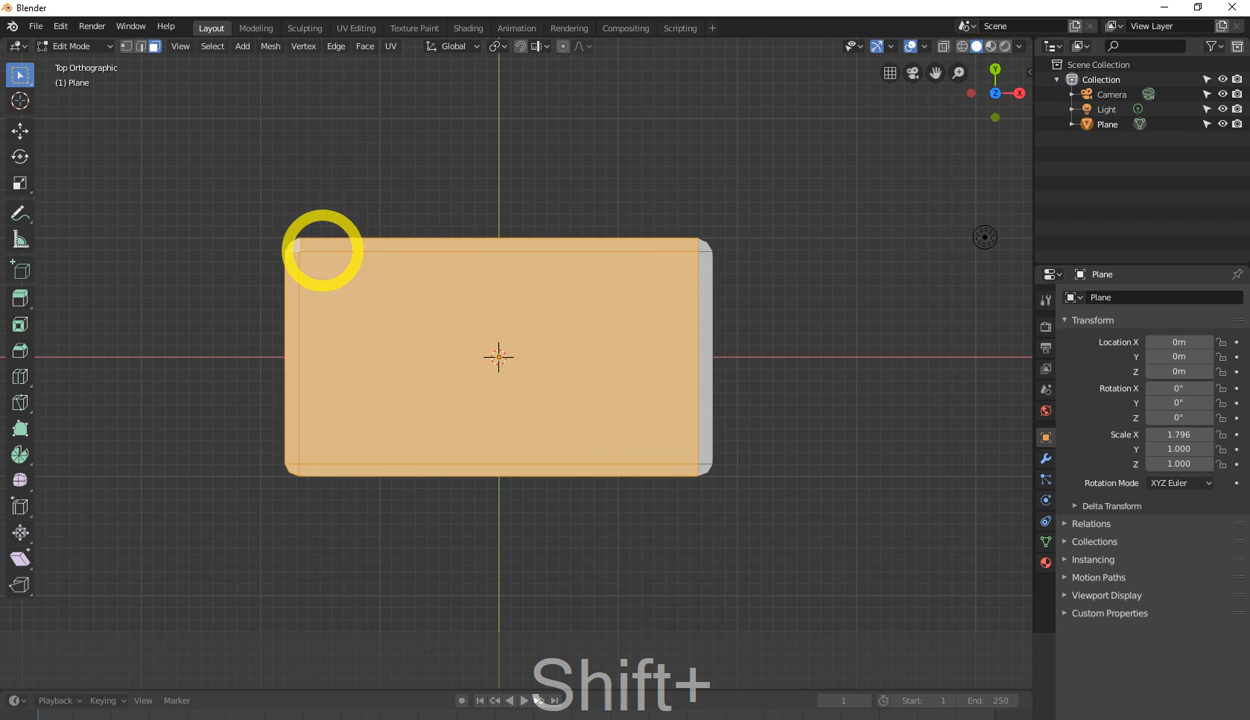 Blender
File Edit Render Window Help Layout Modeling Sculpting UV Editing Texture Paint Shading Animation Rendering Compositing Scripting + Scene View Layer
Edit Mode View Select Add Mesh Vertex Edge Face UV Global
Top Orthographic
(1) Plane
Y
Z X
Scene Collection
Collection
Camera
Light
Plane
Plane
Plane
Transform
Location X 0m
Y 0m
Z 0m
Rotation X 0°
Y 0°
Z 0°
Scale X 1.796
Y 1.000
Z 1.000
Rotation Mode XYZ Euler
Delta Transform
Relations
Collections
Instancing
Motion Paths
Viewport Display
Custom Properties
Shift+
Playback Keying View Marker 1 Start: 1 End: 250